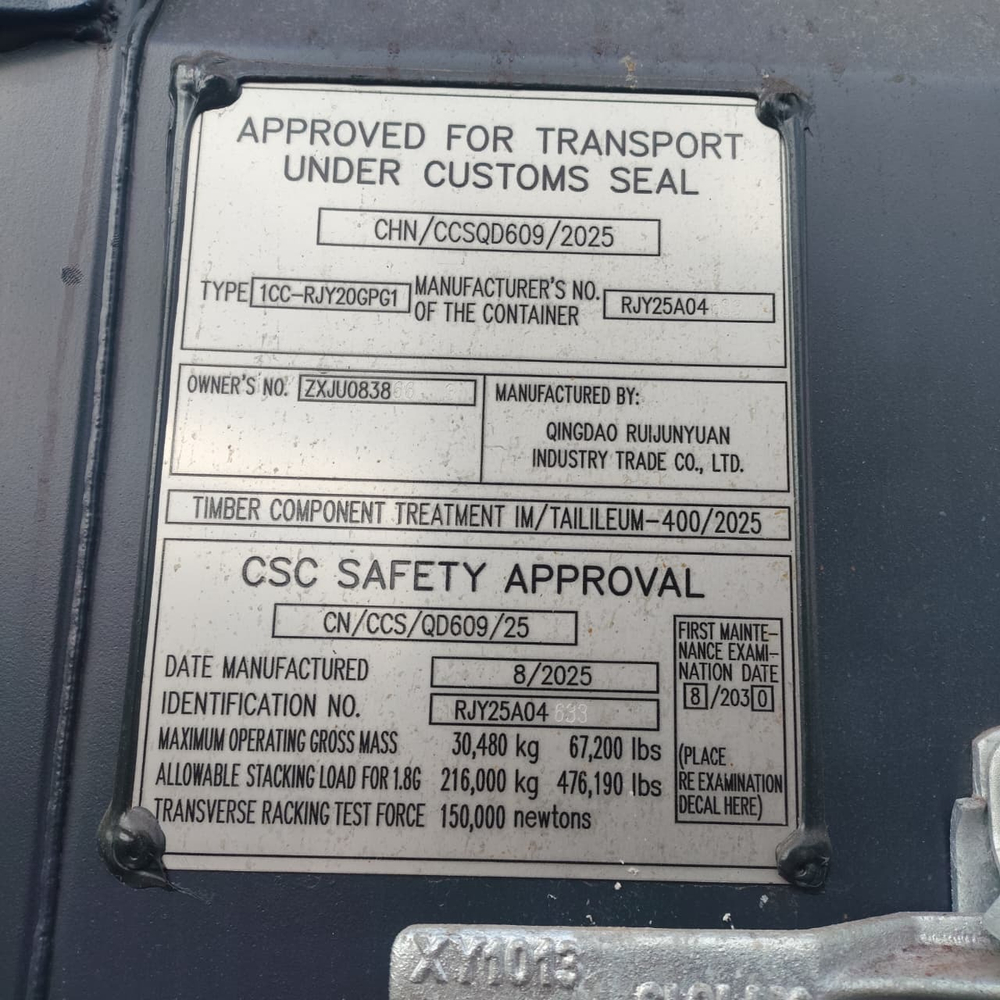 APPROVED FOR TRANSPORT
UNDER CUSTOMS SEAL
CHN/CCSQD609/2025
TYPE 1CC-RJY20GPG1
MANUFACTURER'S NO.
OF THE CONTAINER
RJY25A04
OWNER'S NO. ZXJU0838
MANUFACTURED BY:
QINGDAO RUIJUNYUAN
INDUSTRY TRADE CO., LTD.
TIMBER COMPONENT TREATMENT IM/TAILILEUM-400/2025
CSC SAFETY APPROVAL
CN/CCS/QD609/25
DATE MANUFACTURED 8/2025
IDENTIFICATION NO. RJY25A04633
MAXIMUM OPERATING GROSS MASS 30,480 kg 67,200 lbs
ALLOWABLE STACKING LOAD FOR 1.8G 216,000 kg 476,190 lbs
TRANSVERSE RACKING TEST FORCE 150,000 newtons
FIRST MAINTE-
NANCE EXAMI-
NATION DATE
8/2030
(PLACE
RE EXAMINATION
DECAL HERE)
XY1013